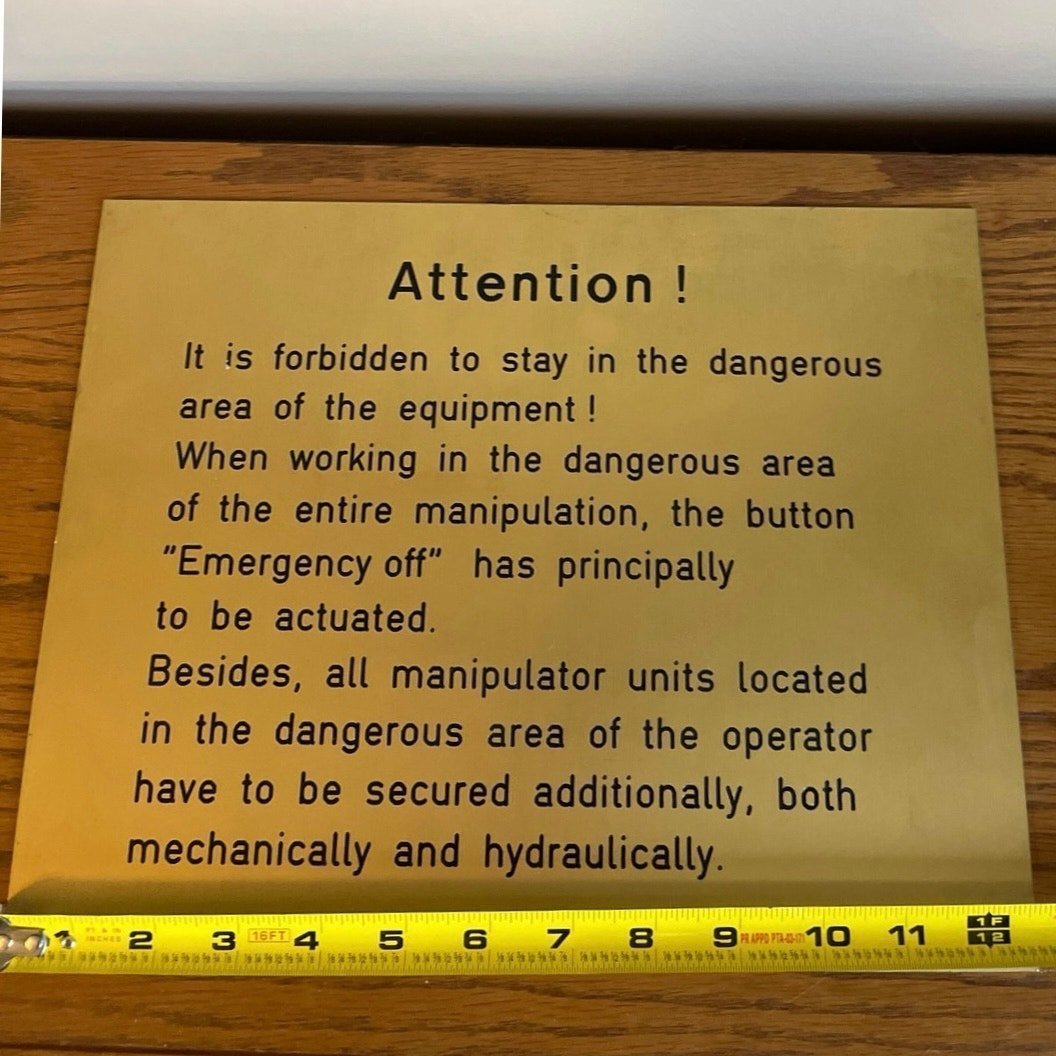 Attention !
It is forbidden to stay in the dangerous
area of the equipment !
When working in the dangerous area
of the entire manipulation, the button
"Emergency off" has principally
to be actuated.
Besides, all manipulator units located
in the dangerous area of the operator
have to be secured additionally, both
mechanically and hydraulically.
1 2 3 16FT 4 5 6 7 8 9 10 11 1F 12